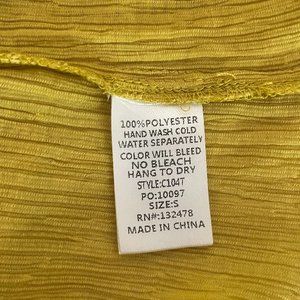 100%POLYESTER
HAND WASH COLD
WATER SEPARATELY
COLOR WILL BLEED
NO BLEACH
HANG TO DRY
STYLE:C104T
PO:10097
SIZE:S
RN#:132478
MADE IN CHINA